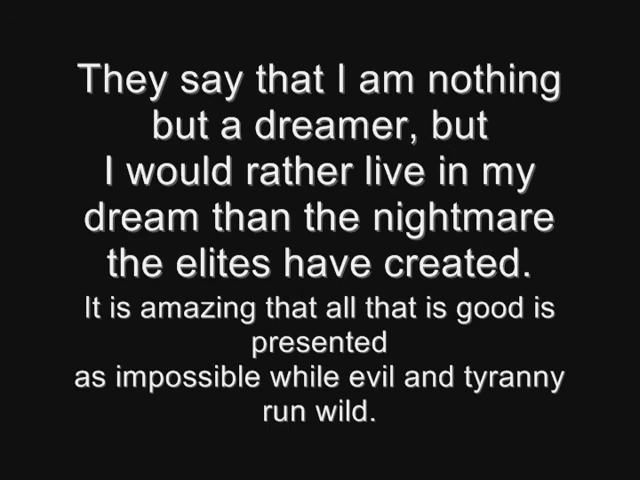 They say that I am nothing
but a dreamer, but
I would rather live in my
dream than the nightmare
the elites have created.
It is amazing that all that is good is
presented
as impossible while evil and tyranny
run wild.